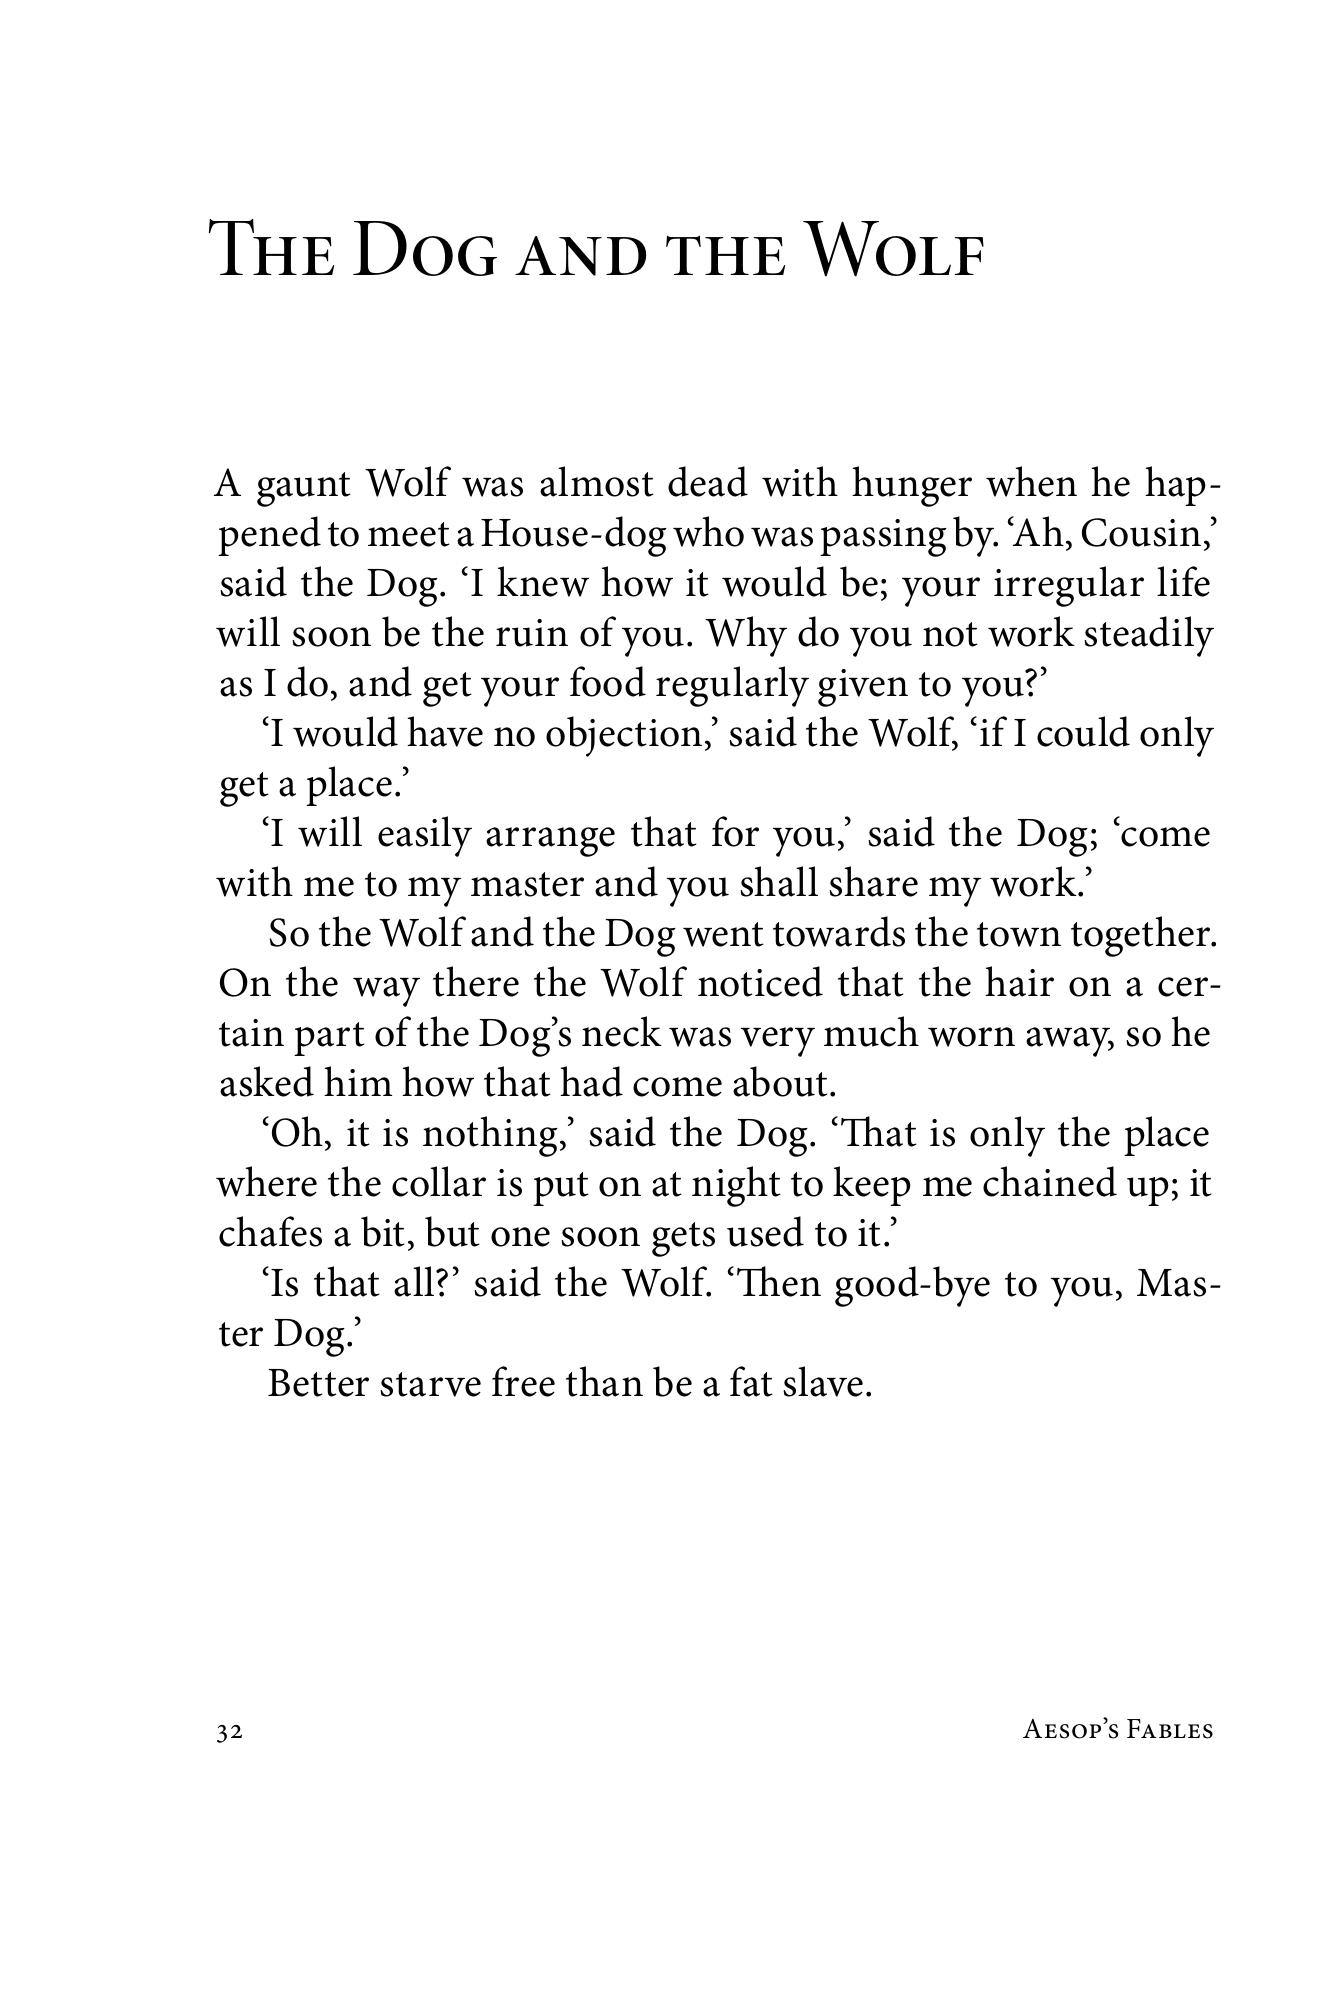 The Dog and the Wolf
A gaunt Wolf was almost dead with hunger when he hap-
pened to meet a House-dog who was passing by. ‘Ah, Cousin,’
said the Dog. ‘I knew how it would be; your irregular life
will soon be the ruin of you. Why do you not work steadily
as I do, and get your food regularly given to you?’
‘I would have no objection,’ said the Wolf, ‘if I could only
get a place.’
‘I will easily arrange that for you,’ said the Dog; ‘come
with me to my master and you shall share my work.’
So the Wolf and the Dog went towards the town together.
On the way there the Wolf noticed that the hair on a cer-
tain part of the Dog’s neck was very much worn away, so he
asked him how that had come about.
‘Oh, it is nothing,’ said the Dog. ‘That is only the place
where the collar is put on at night to keep me chained up; it
chafes a bit, but one soon gets used to it.’
‘Is that all?’ said the Wolf. ‘Then good-bye to you, Mas-
ter Dog.’
Better starve free than be a fat slave.
32 Aesop’s Fables